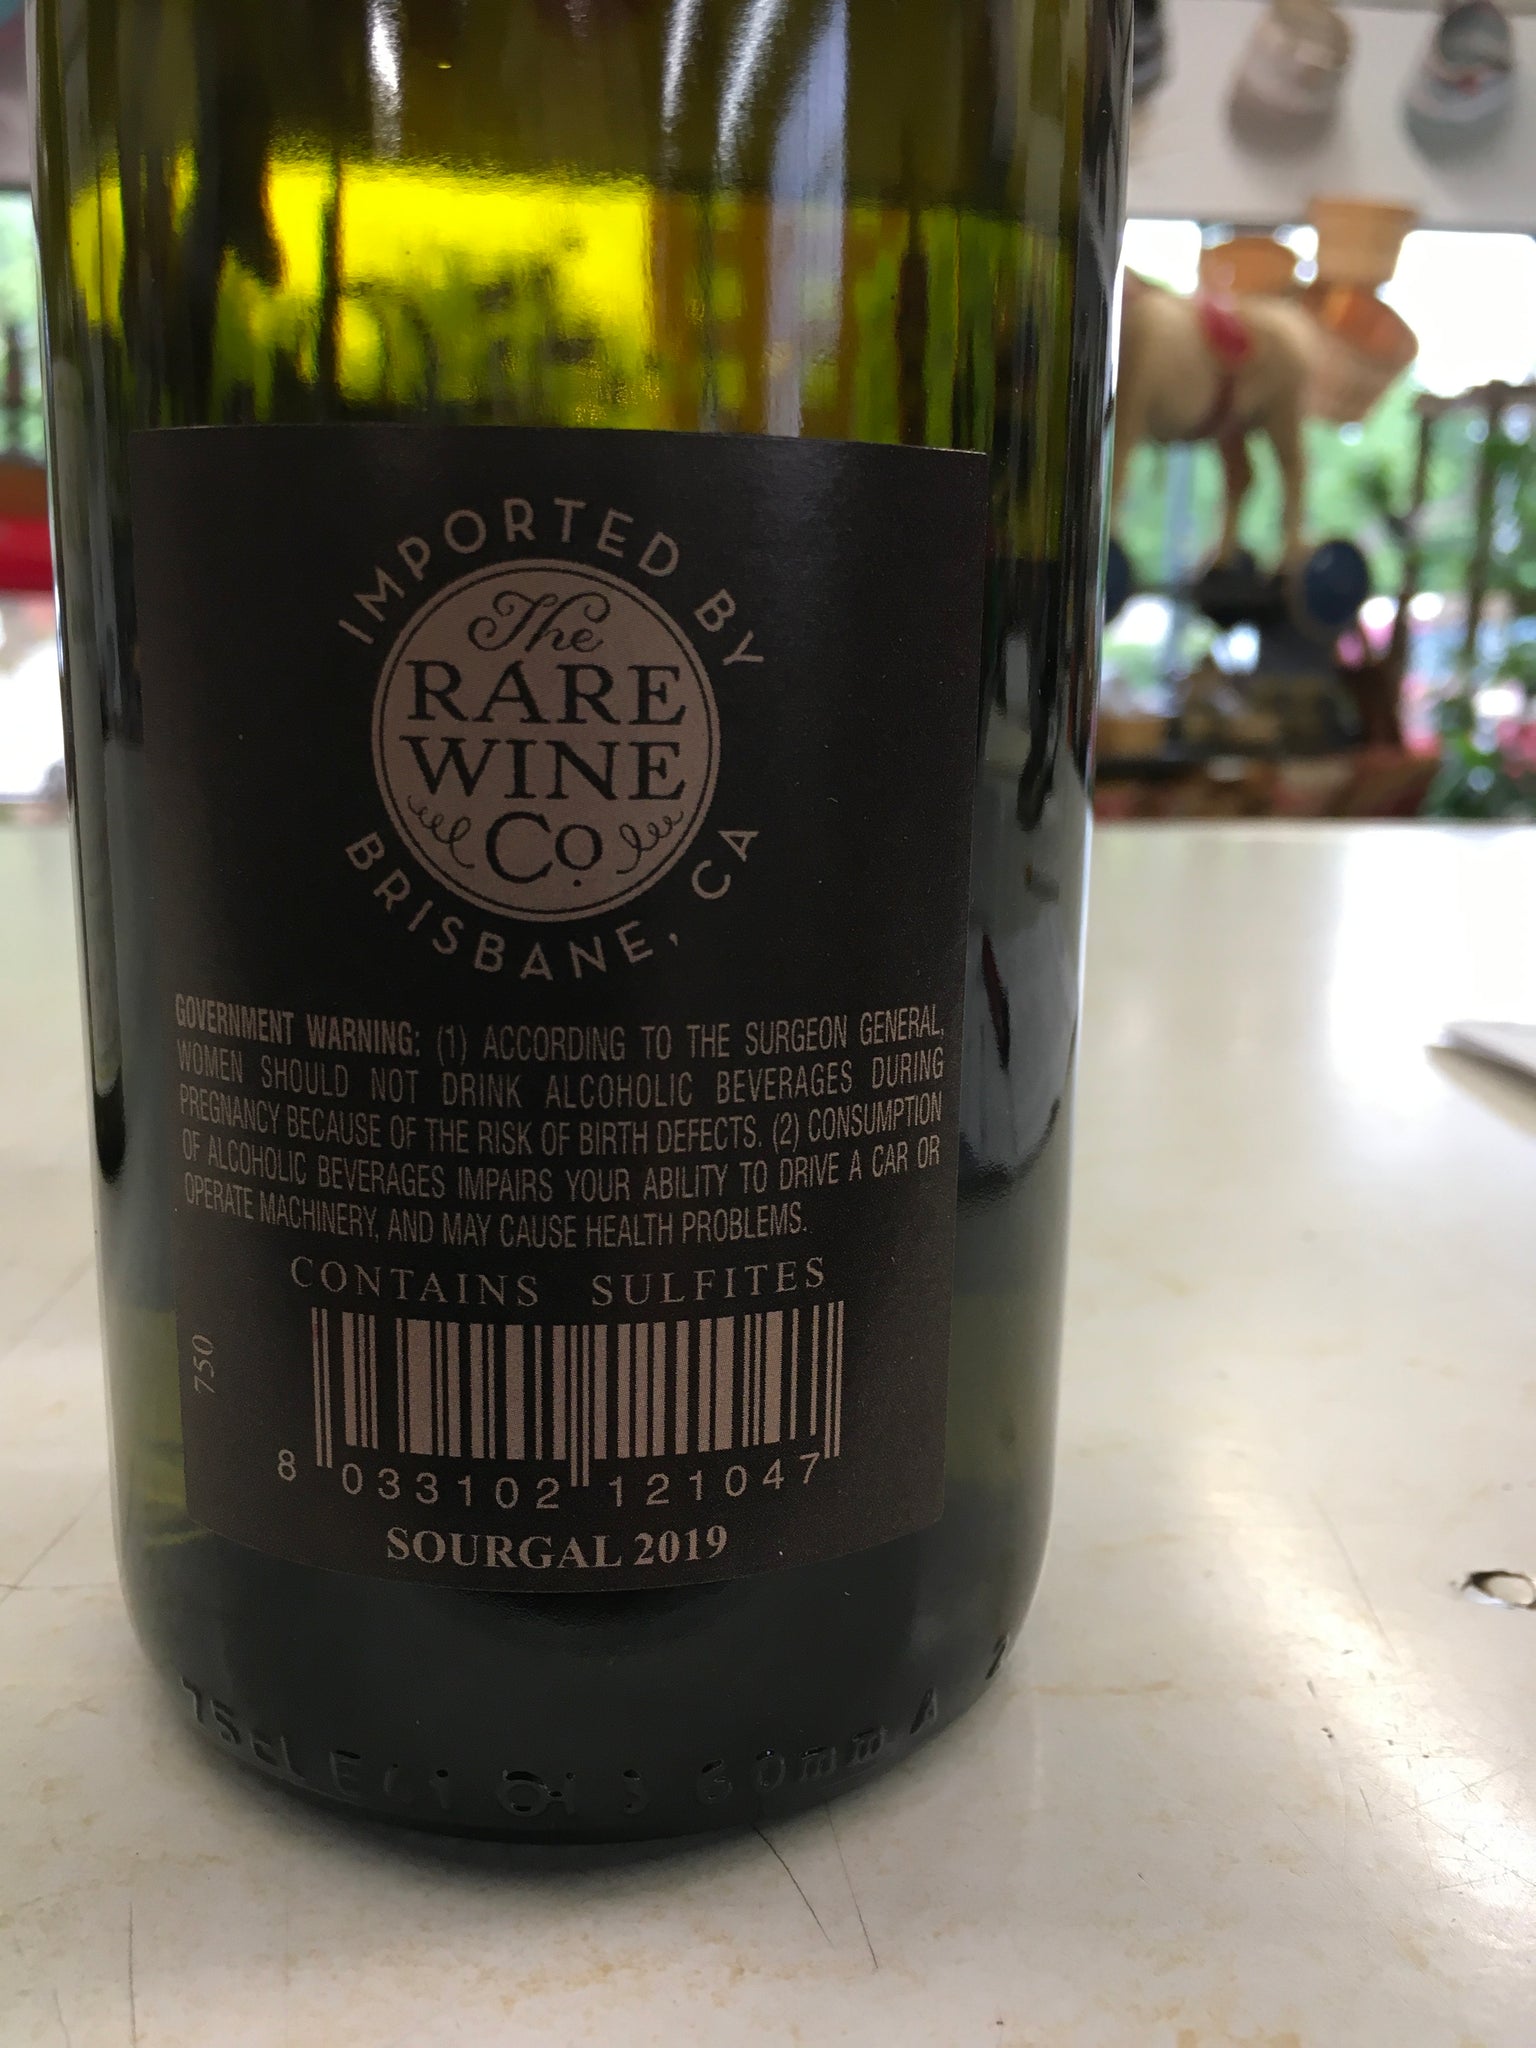 IMPORTED BY
The
RARE
WINE
Co.
BRISBANE, CA
GOVERNMENT WARNING: (1) ACCORDING TO THE SURGEON GENERAL,
WOMEN SHOULD NOT DRINK ALCOHOLIC BEVERAGES DURING
PREGNANCY BECAUSE OF THE RISK OF BIRTH DEFECTS. (2) CONSUMPTION
OF ALCOHOLIC BEVERAGES IMPAIRS YOUR ABILITY TO DRIVE A CAR OR
OPERATE MACHINERY, AND MAY CAUSE HEALTH PROBLEMS.
CONTAINS SULFITES
750
8 033102 121047
SOURGAL 2019
75cl